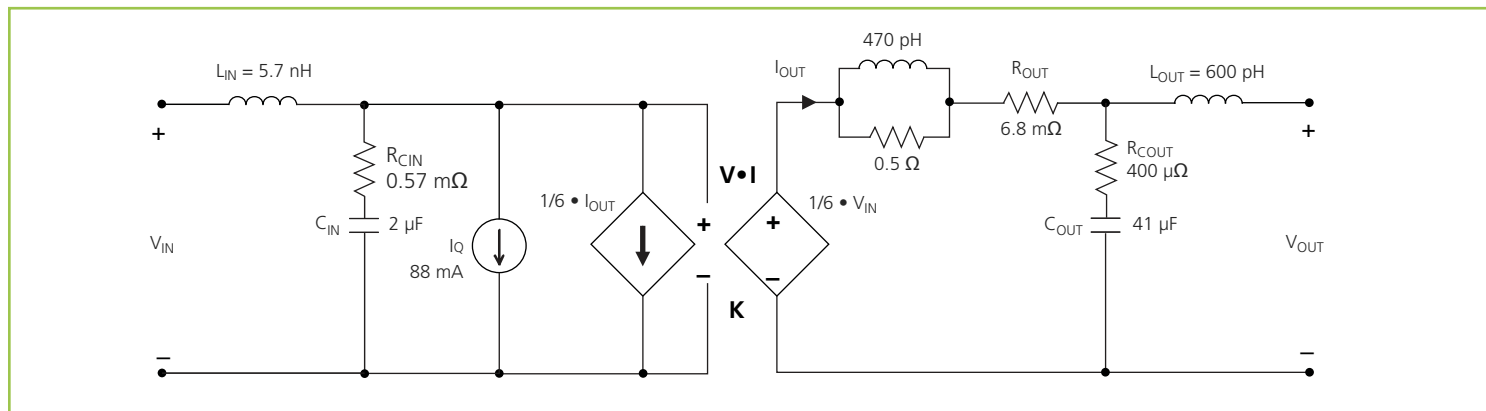 470 pH
L_IN = 5.7 nH
I_OUT
R_OUT
L_OUT = 600 pH
+
+
6.8 mΩ
R_CIN
0.57 mΩ
0.5 Ω
R_COUT
400 µΩ
V•I
1/6 • I_OUT
1/6 • V_IN
+
+
C_IN
2 µF
C_OUT
41 µF
V_IN
I_Q
V_OUT
88 mA
–
–
K
–
–